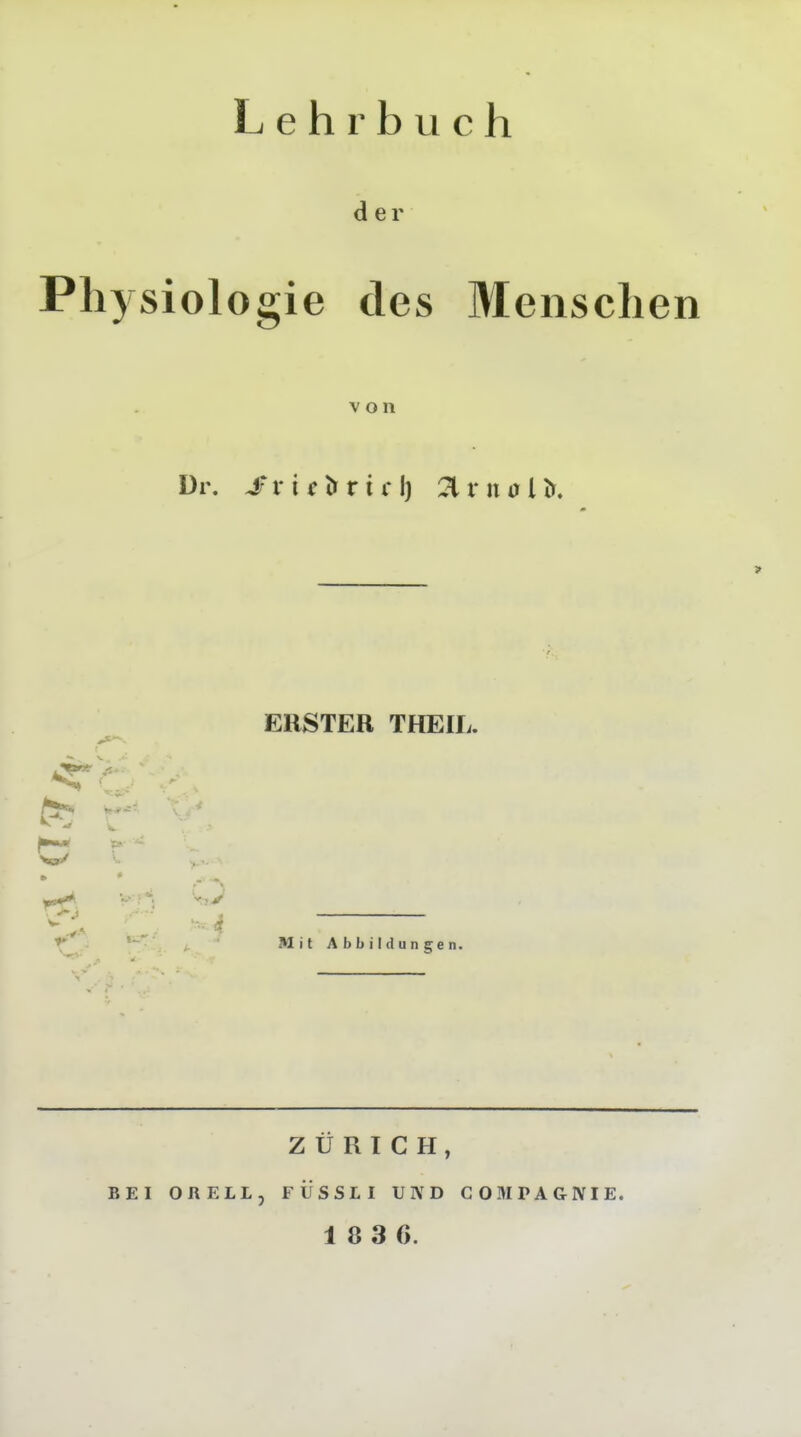 Lehrbuch
der
Physiologie des Menschen
von
Dr. Friedrich Arnold.
ERSTER THEIL.
Mit Abbildungen.
ZÜRICH,
BEI ORELL, FÜSSLI UND COMPAGNIE.
1836.